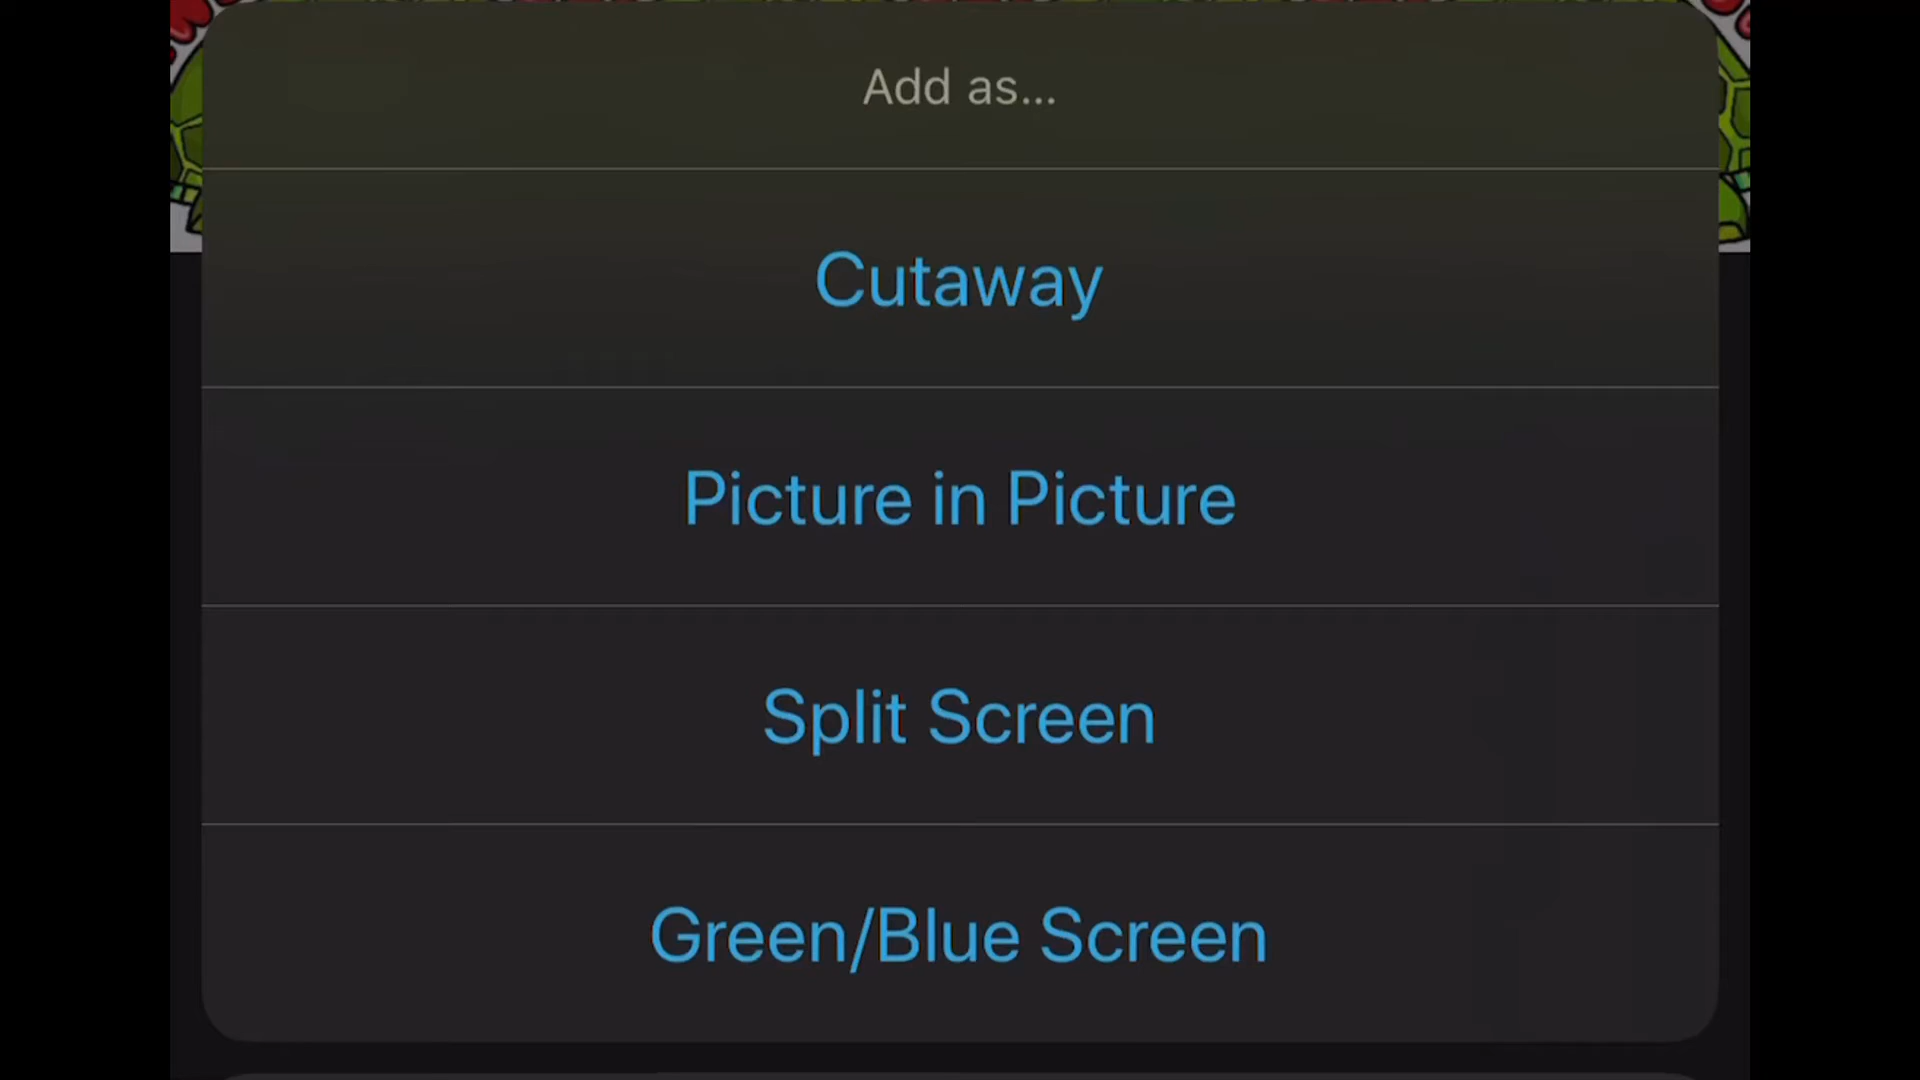 Add as...
Cutaway
Picture in Picture
Split Screen
Green/Blue Screen